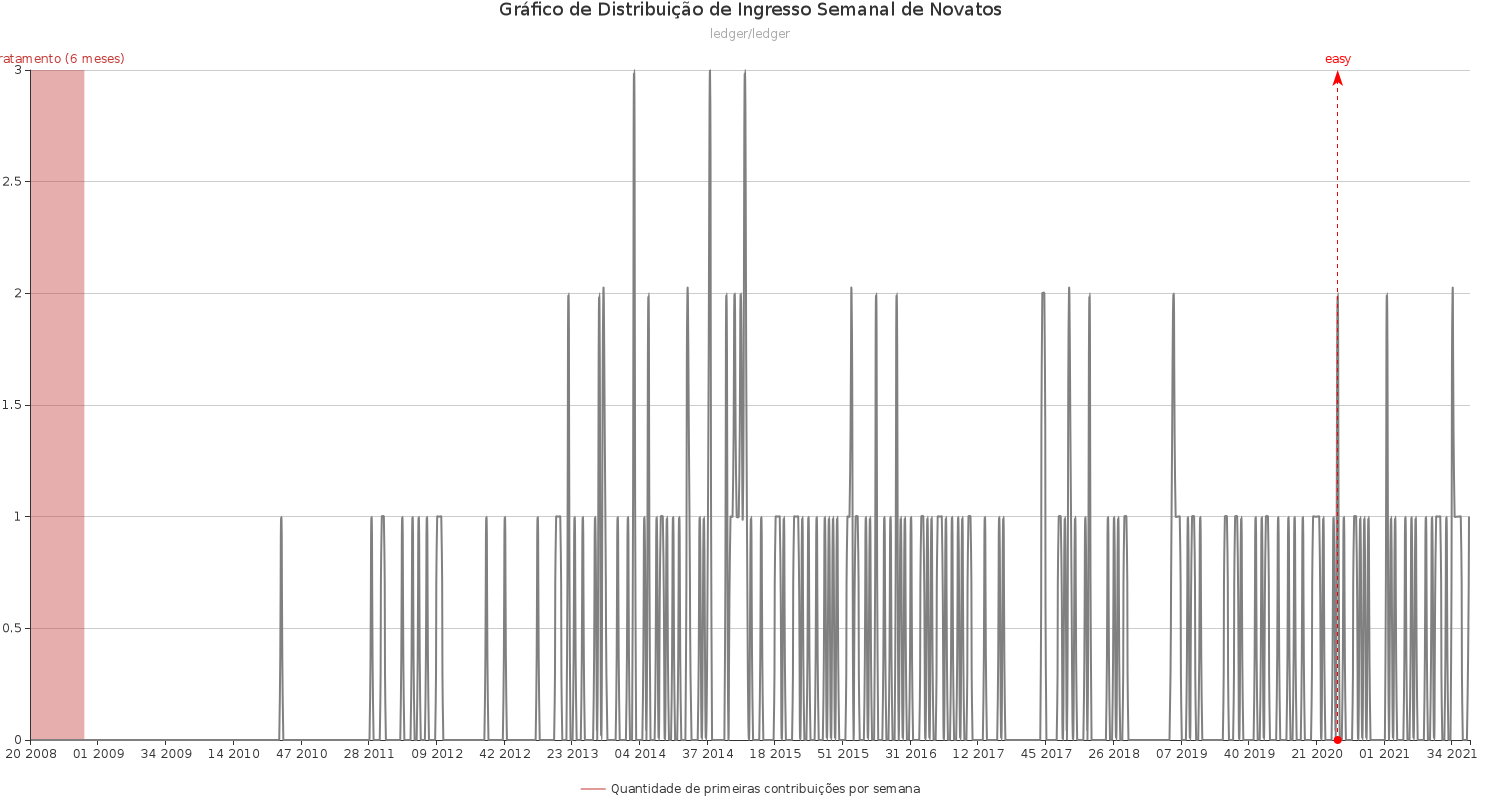 Gráfico de Distribuição de Ingresso Semanal de Novatos
ledger/ledger
ratamento (6 meses)
easy
3
2.5
2
1.5
1
0.5
0
20 2008 01 2009 34 2009 14 2010 47 2010 28 2011 09 2012 42 2012 23 2013 04 2014 37 2014 18 2015 51 2015 31 2016 12 2017 45 2017 26 2018 07 2019 40 2019 21 2020 01 2021 34 2021
Quantidade de primeiras contribuições por semana